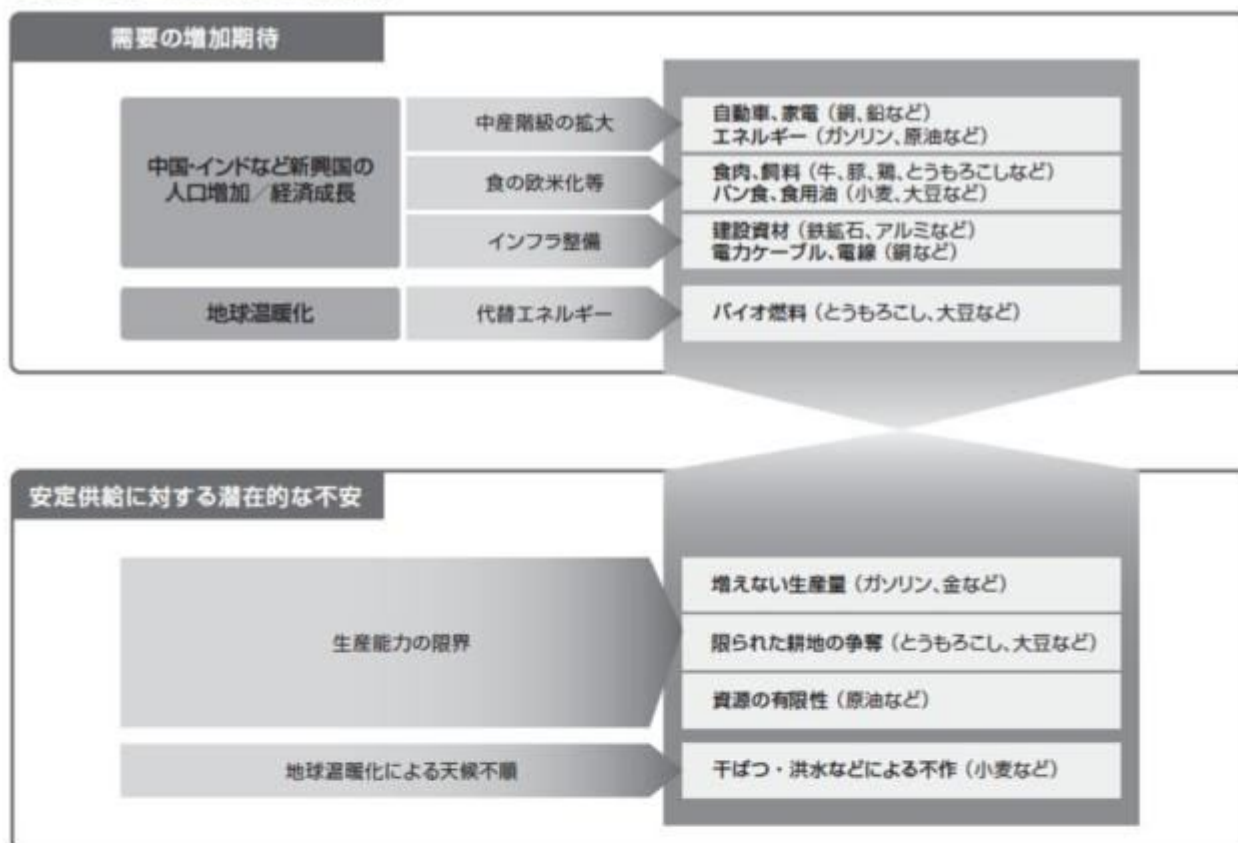 需要の増加期待
中国・インドなど新興国の
人口増加／経済成長
中産階級の拡大
自動車、家電（銅、鉛など）
エネルギー（ガソリン、原油など）
食の欧米化等
食肉、飼料（牛、豚、鶏、とうもろこしなど）
パン食、食用油（小麦、大豆など）
インフラ整備
建設資材（鉄鉱石、アルミなど）
電力ケーブル、電線（銅など）
地球温暖化
代替エネルギー
バイオ燃料（とうもろこし、大豆など）
安定供給に対する潜在的な不安
生産能力の限界
増えない生産量（ガソリン、金など）
限られた耕地の争奪（とうもろこし、大豆など）
資源の有限性（原油など）
地球温暖化による天候不順
干ばつ・洪水などによる不作（小麦など）